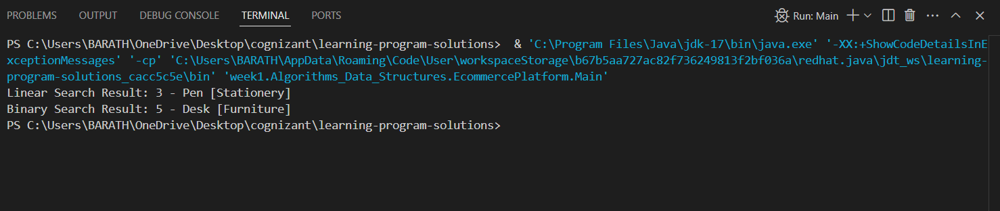 PROBLEMS OUTPUT DEBUG CONSOLE TERMINAL PORTS Run: Main
PS C:\Users\BARATH\OneDrive\Desktop\cognizant\learning-program-solutions>  & 'C:\Program Files\Java\jdk-17\bin\java.exe' '-XX:+ShowCodeDetailsInE
xceptionMessages' '-cp' 'C:\Users\BARATH\AppData\Roaming\Code\User\workspaceStorage\b67b5aa727ac82f736249813f2bf036a\redhat.java\jdt_ws\learning-
program-solutions_cacc5c5e\bin' 'week1.Algorithms_Data_Structures.EcommercePlatform.Main'
Linear Search Result: 3 - Pen [Stationery]
Binary Search Result: 5 - Desk [Furniture]
PS C:\Users\BARATH\OneDrive\Desktop\cognizant\learning-program-solutions>